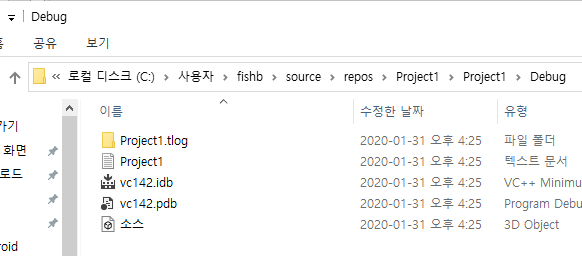 Debug
공유 보기
« 로컬 디스크 (C:) > 사용자 > fishb > source > repos > Project1 > Project1 > Debug
이름 수정한 날짜 유형
Project1.tlog 2020-01-31 오후 4:25 파일 폴더
화면 Project1 2020-01-31 오후 4:25 텍스트 문서
로드 vc142.idb 2020-01-31 오후 4:25 VC++ Minimu
vc142.pdb 2020-01-31 오후 4:25 Program Debu
소스 2020-01-31 오후 4:25 3D Object
roid